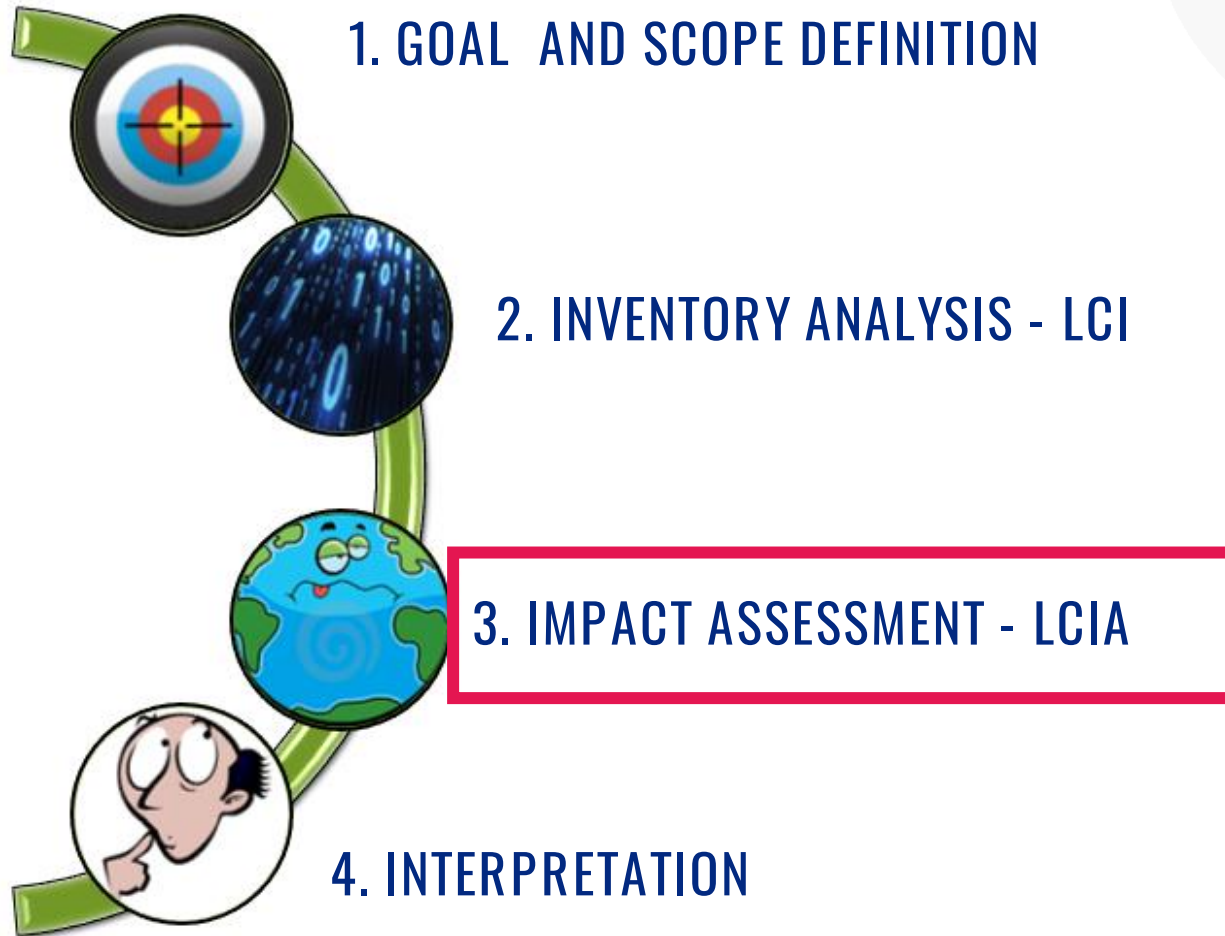 1. GOAL AND SCOPE DEFINITION
2. INVENTORY ANALYSIS - LCI
3. IMPACT ASSESSMENT - LCIA
4. INTERPRETATION